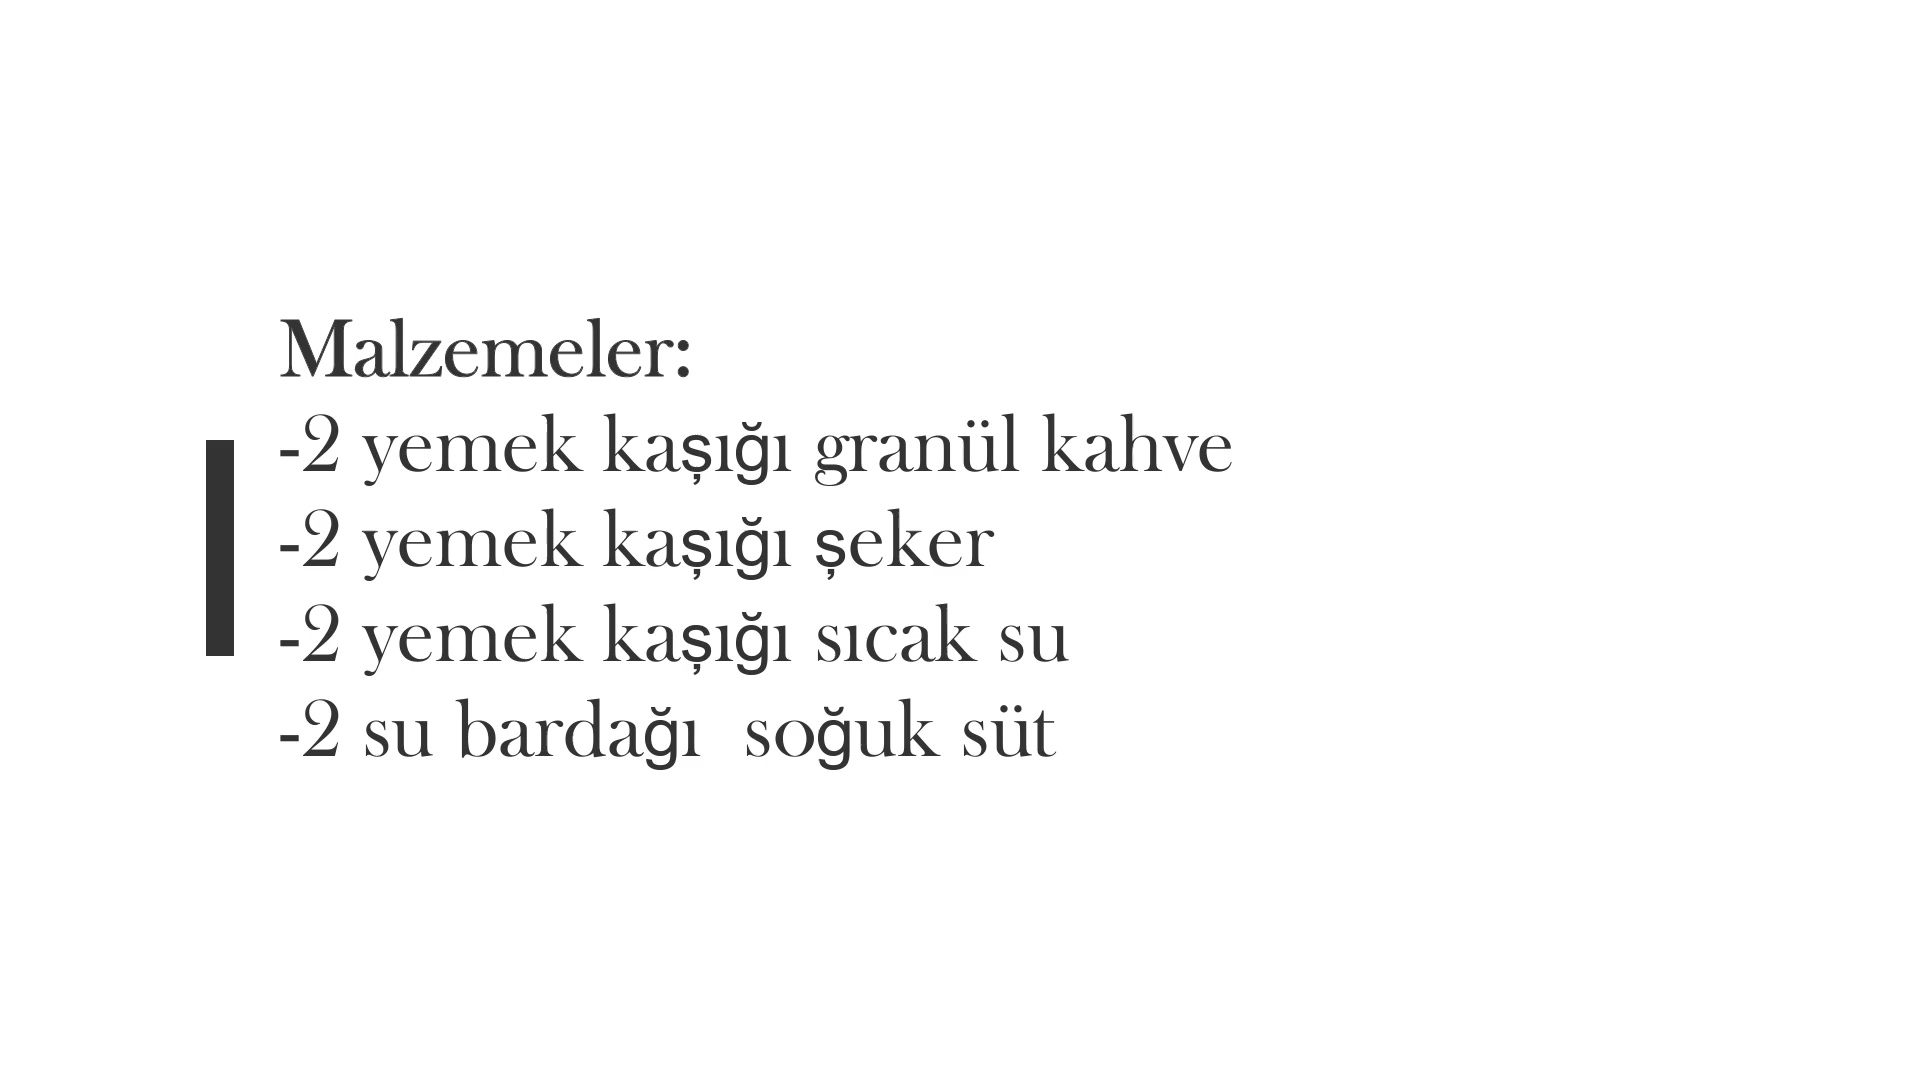 Malzemeler:
-2 yemek kaşığı granül kahve
-2 yemek kaşığı şeker
-2 yemek kaşığı sıcak su
-2 su bardağı  soğuk süt